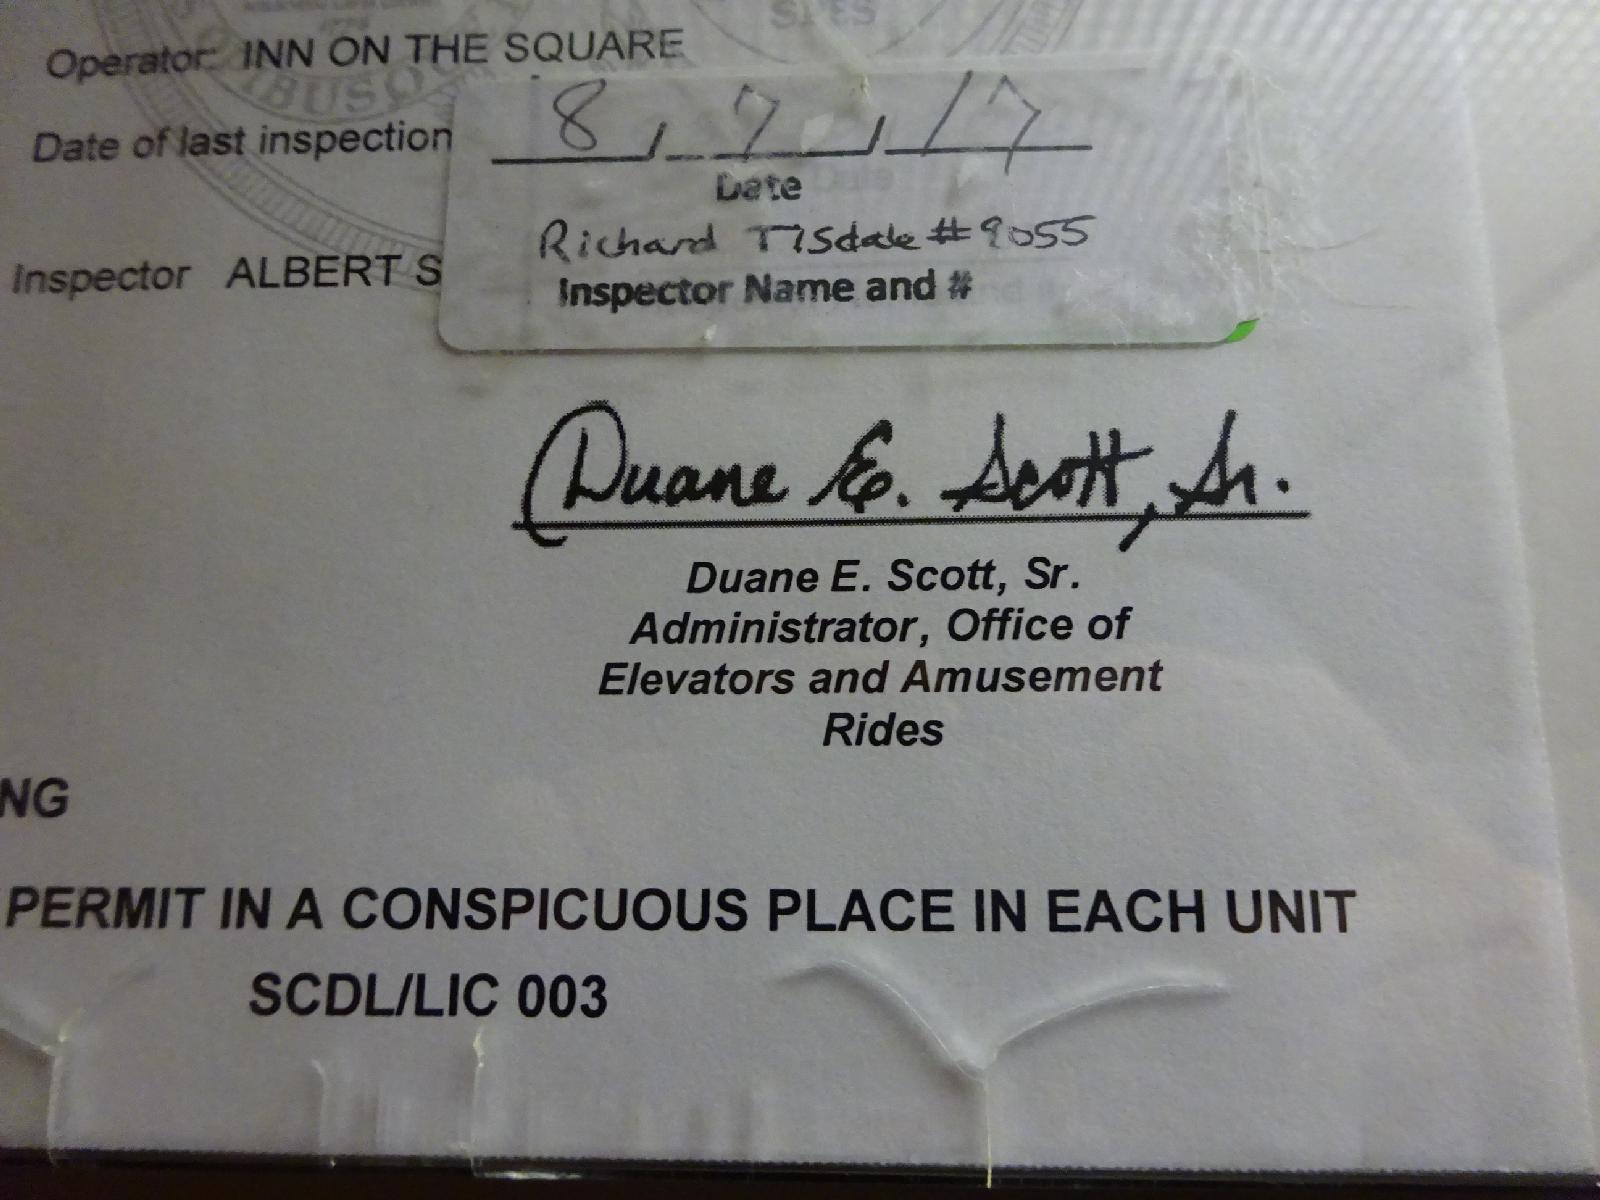 SPES
Operator: INN ON THE SQUARE
Date of last inspection 8 / 7 / 17
Date
Richard Tisdale # 9055
Inspector ALBERT S
Inspector Name and #
Duane E. Scott, Sr.
Duane E. Scott, Sr.
Administrator, Office of
Elevators and Amusement
Rides
NG
PERMIT IN A CONSPICUOUS PLACE IN EACH UNIT
SCDL/LIC 003